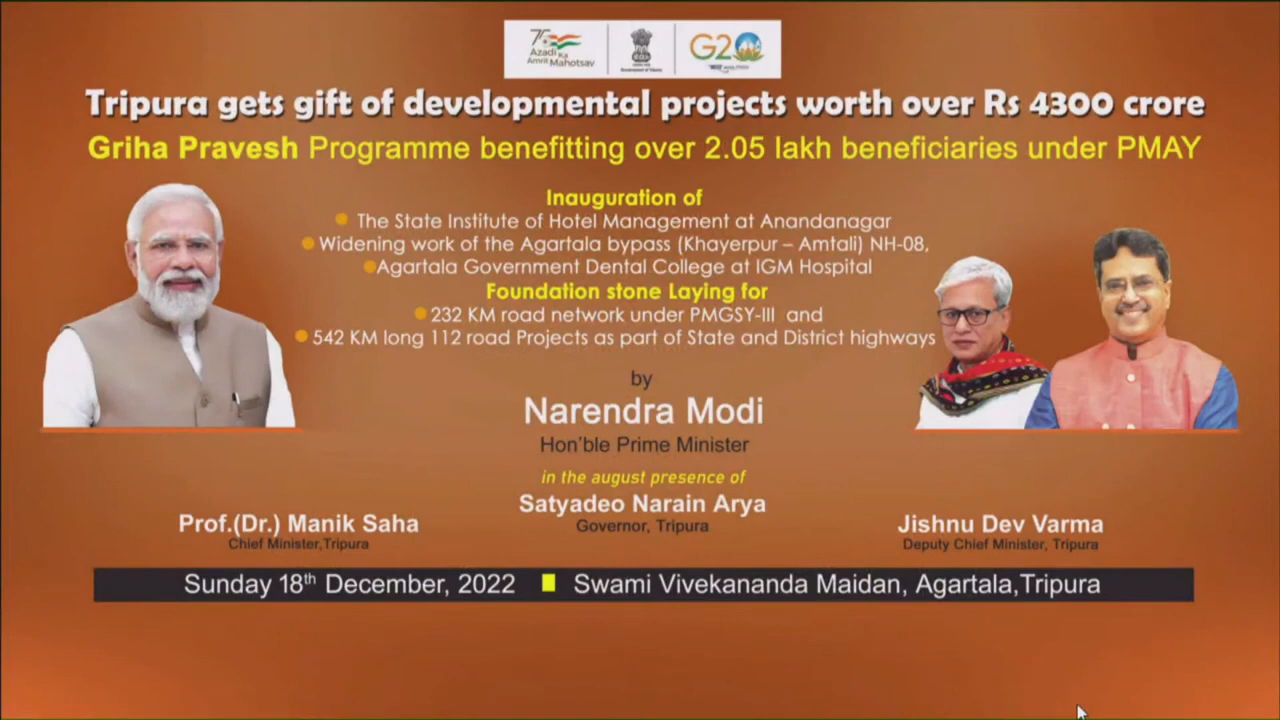 75
Azadi Ka
Amrit Mahotsav
G20
Tripura gets gift of developmental projects worth over Rs 4300 crore
Griha Pravesh Programme benefitting over 2.05 lakh beneficiaries under PMAY
Inauguration of
The State Institute of Hotel Management at Anandanagar
Widening work of the Agartala bypass (Khayerpur – Amtali) NH-08,
Agartala Government Dental College at IGM Hospital
Foundation stone Laying for
232 KM road network under PMGSY-III and
542 KM long 112 road Projects as part of State and District highways
by
Narendra Modi
Hon'ble Prime Minister
in the august presence of
Satyadeo Narain Arya
Governor, Tripura
Prof.(Dr.) Manik Saha
Chief Minister,Tripura
Jishnu Dev Varma
Deputy Chief Minister, Tripura
Sunday 18th December, 2022 Swami Vivekananda Maidan, Agartala,Tripura